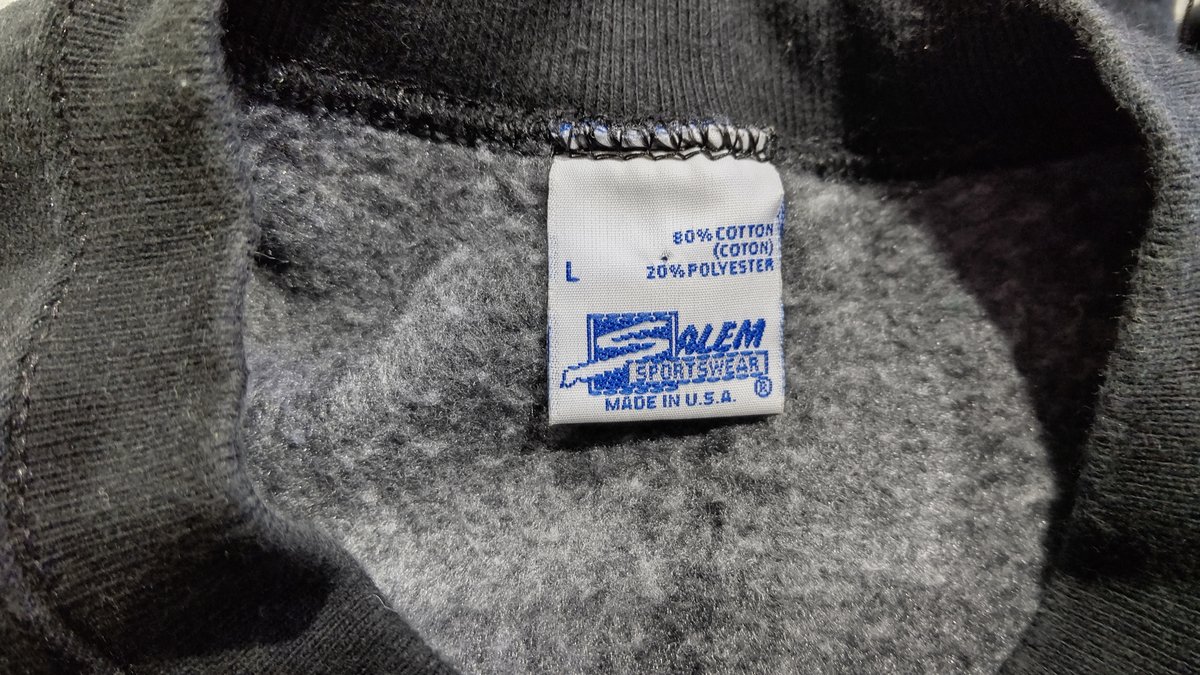 80% COTTON
(COTON)
L 20% POLYESTER
SALEM
SPORTSWEAR
®
MADE IN U.S.A.